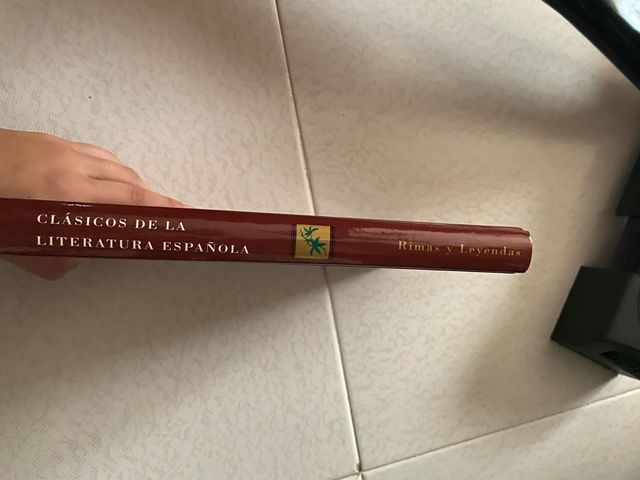 CLÁSICOS DE LA
LITERATURA ESPAÑOLA
Rimas y Leyendas